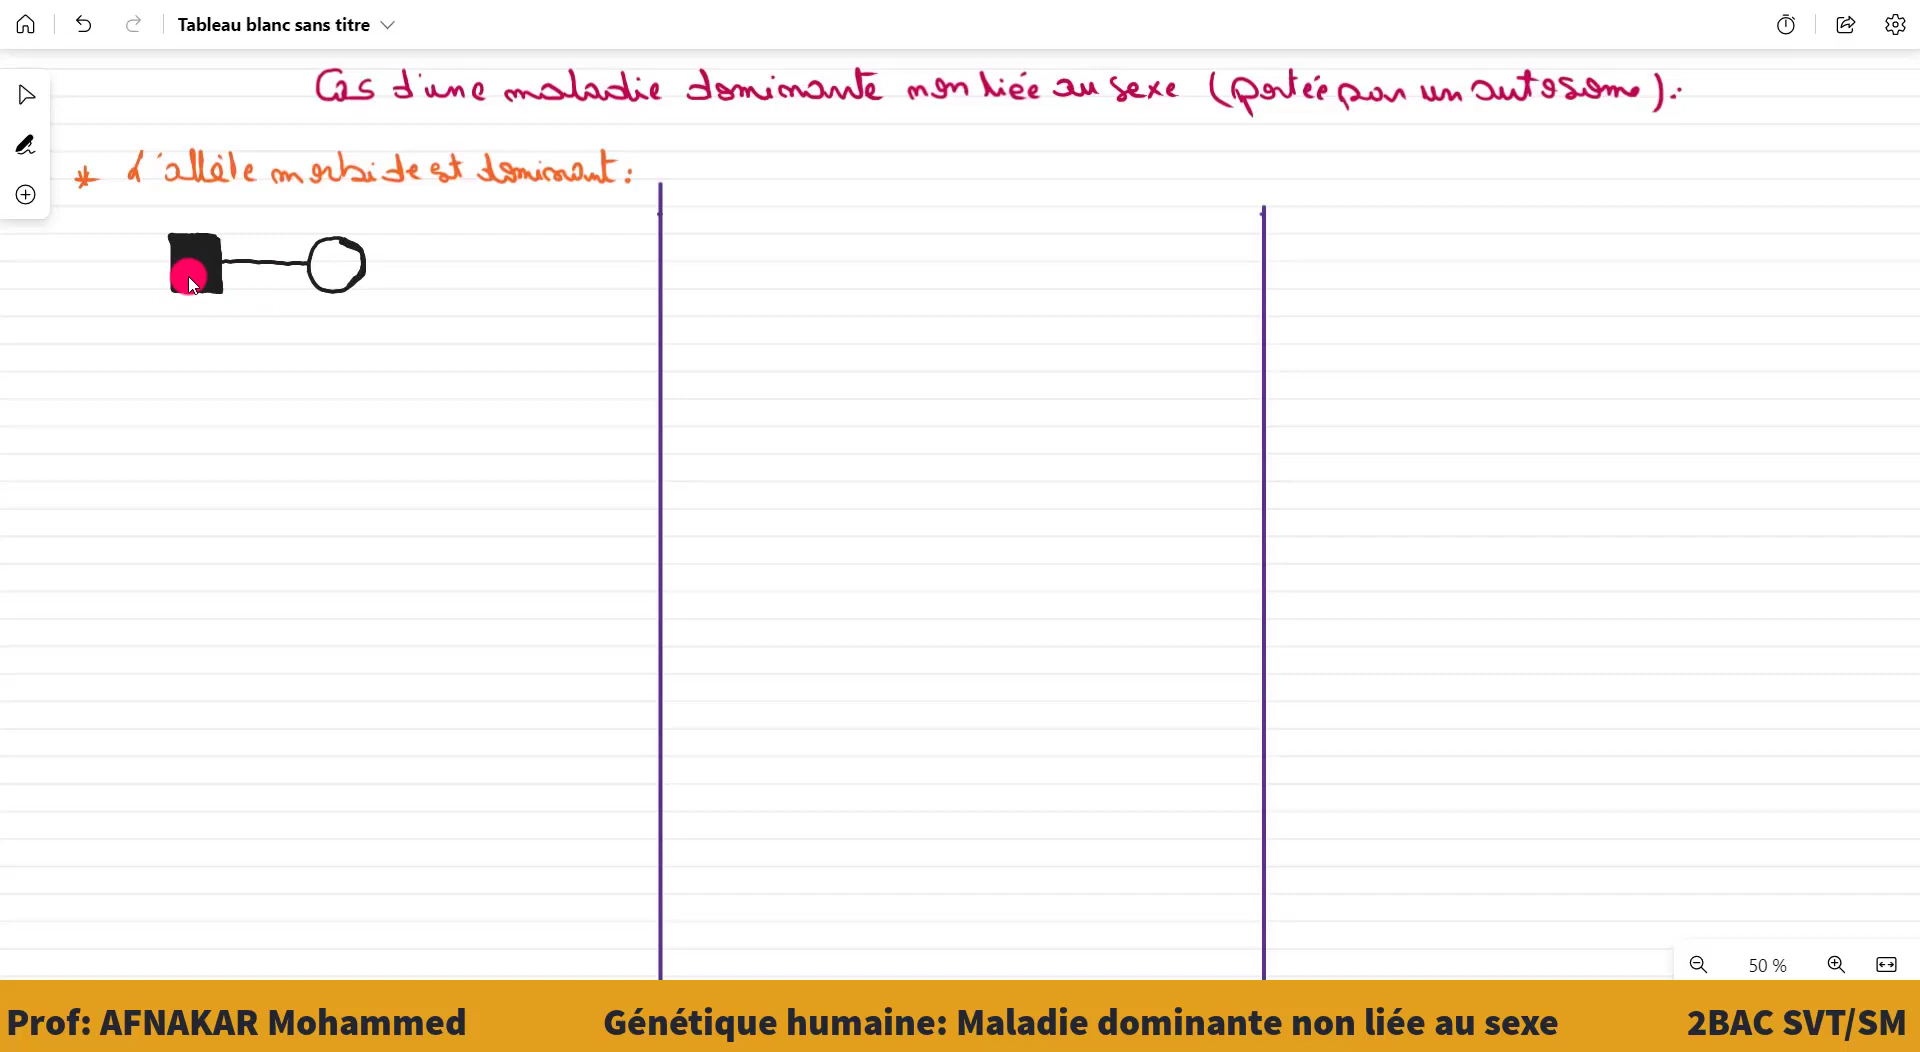 Tableau blanc sans titre
Cas d'une maladie dominante non liée au sexe (portée par un autosome).
* L'allèle morbide est dominant :
50 %
Prof: AFNAKAR Mohammed
Génétique humaine: Maladie dominante non liée au sexe
2BAC SVT/SM